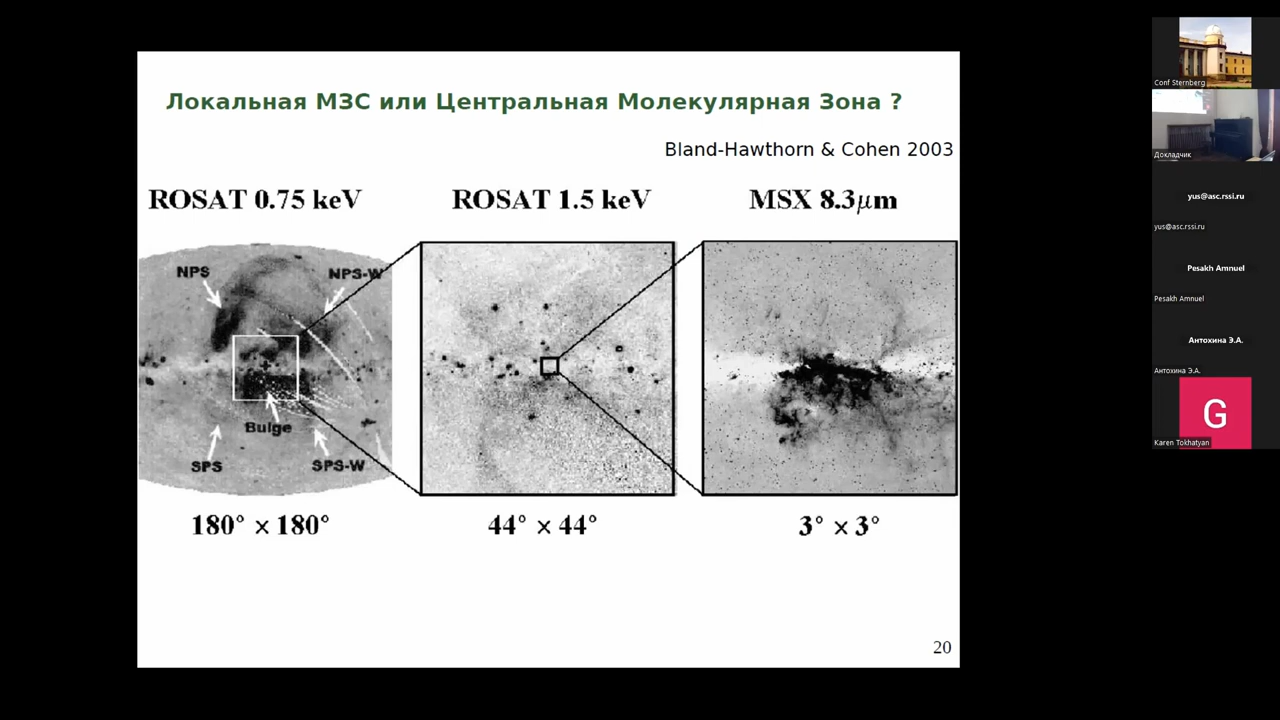 Локальная МЗС или Центральная Молекулярная Зона ?
Bland-Hawthorn & Cohen 2003
ROSAT 0.75 keV
ROSAT 1.5 keV
MSX 8.3μm
NPS
NPS-W
Bulge
SPS
SPS-W
180° × 180°
44° × 44°
3° × 3°
20
Conf Sternberg
Докладчик
yus@asc.rssi.ru
yus@asc.rssi.ru
Pesakh Amnuel
Pesakh Amnuel
Антохина Э.А.
Антохина Э.А.
G
Karen Tokhatyan